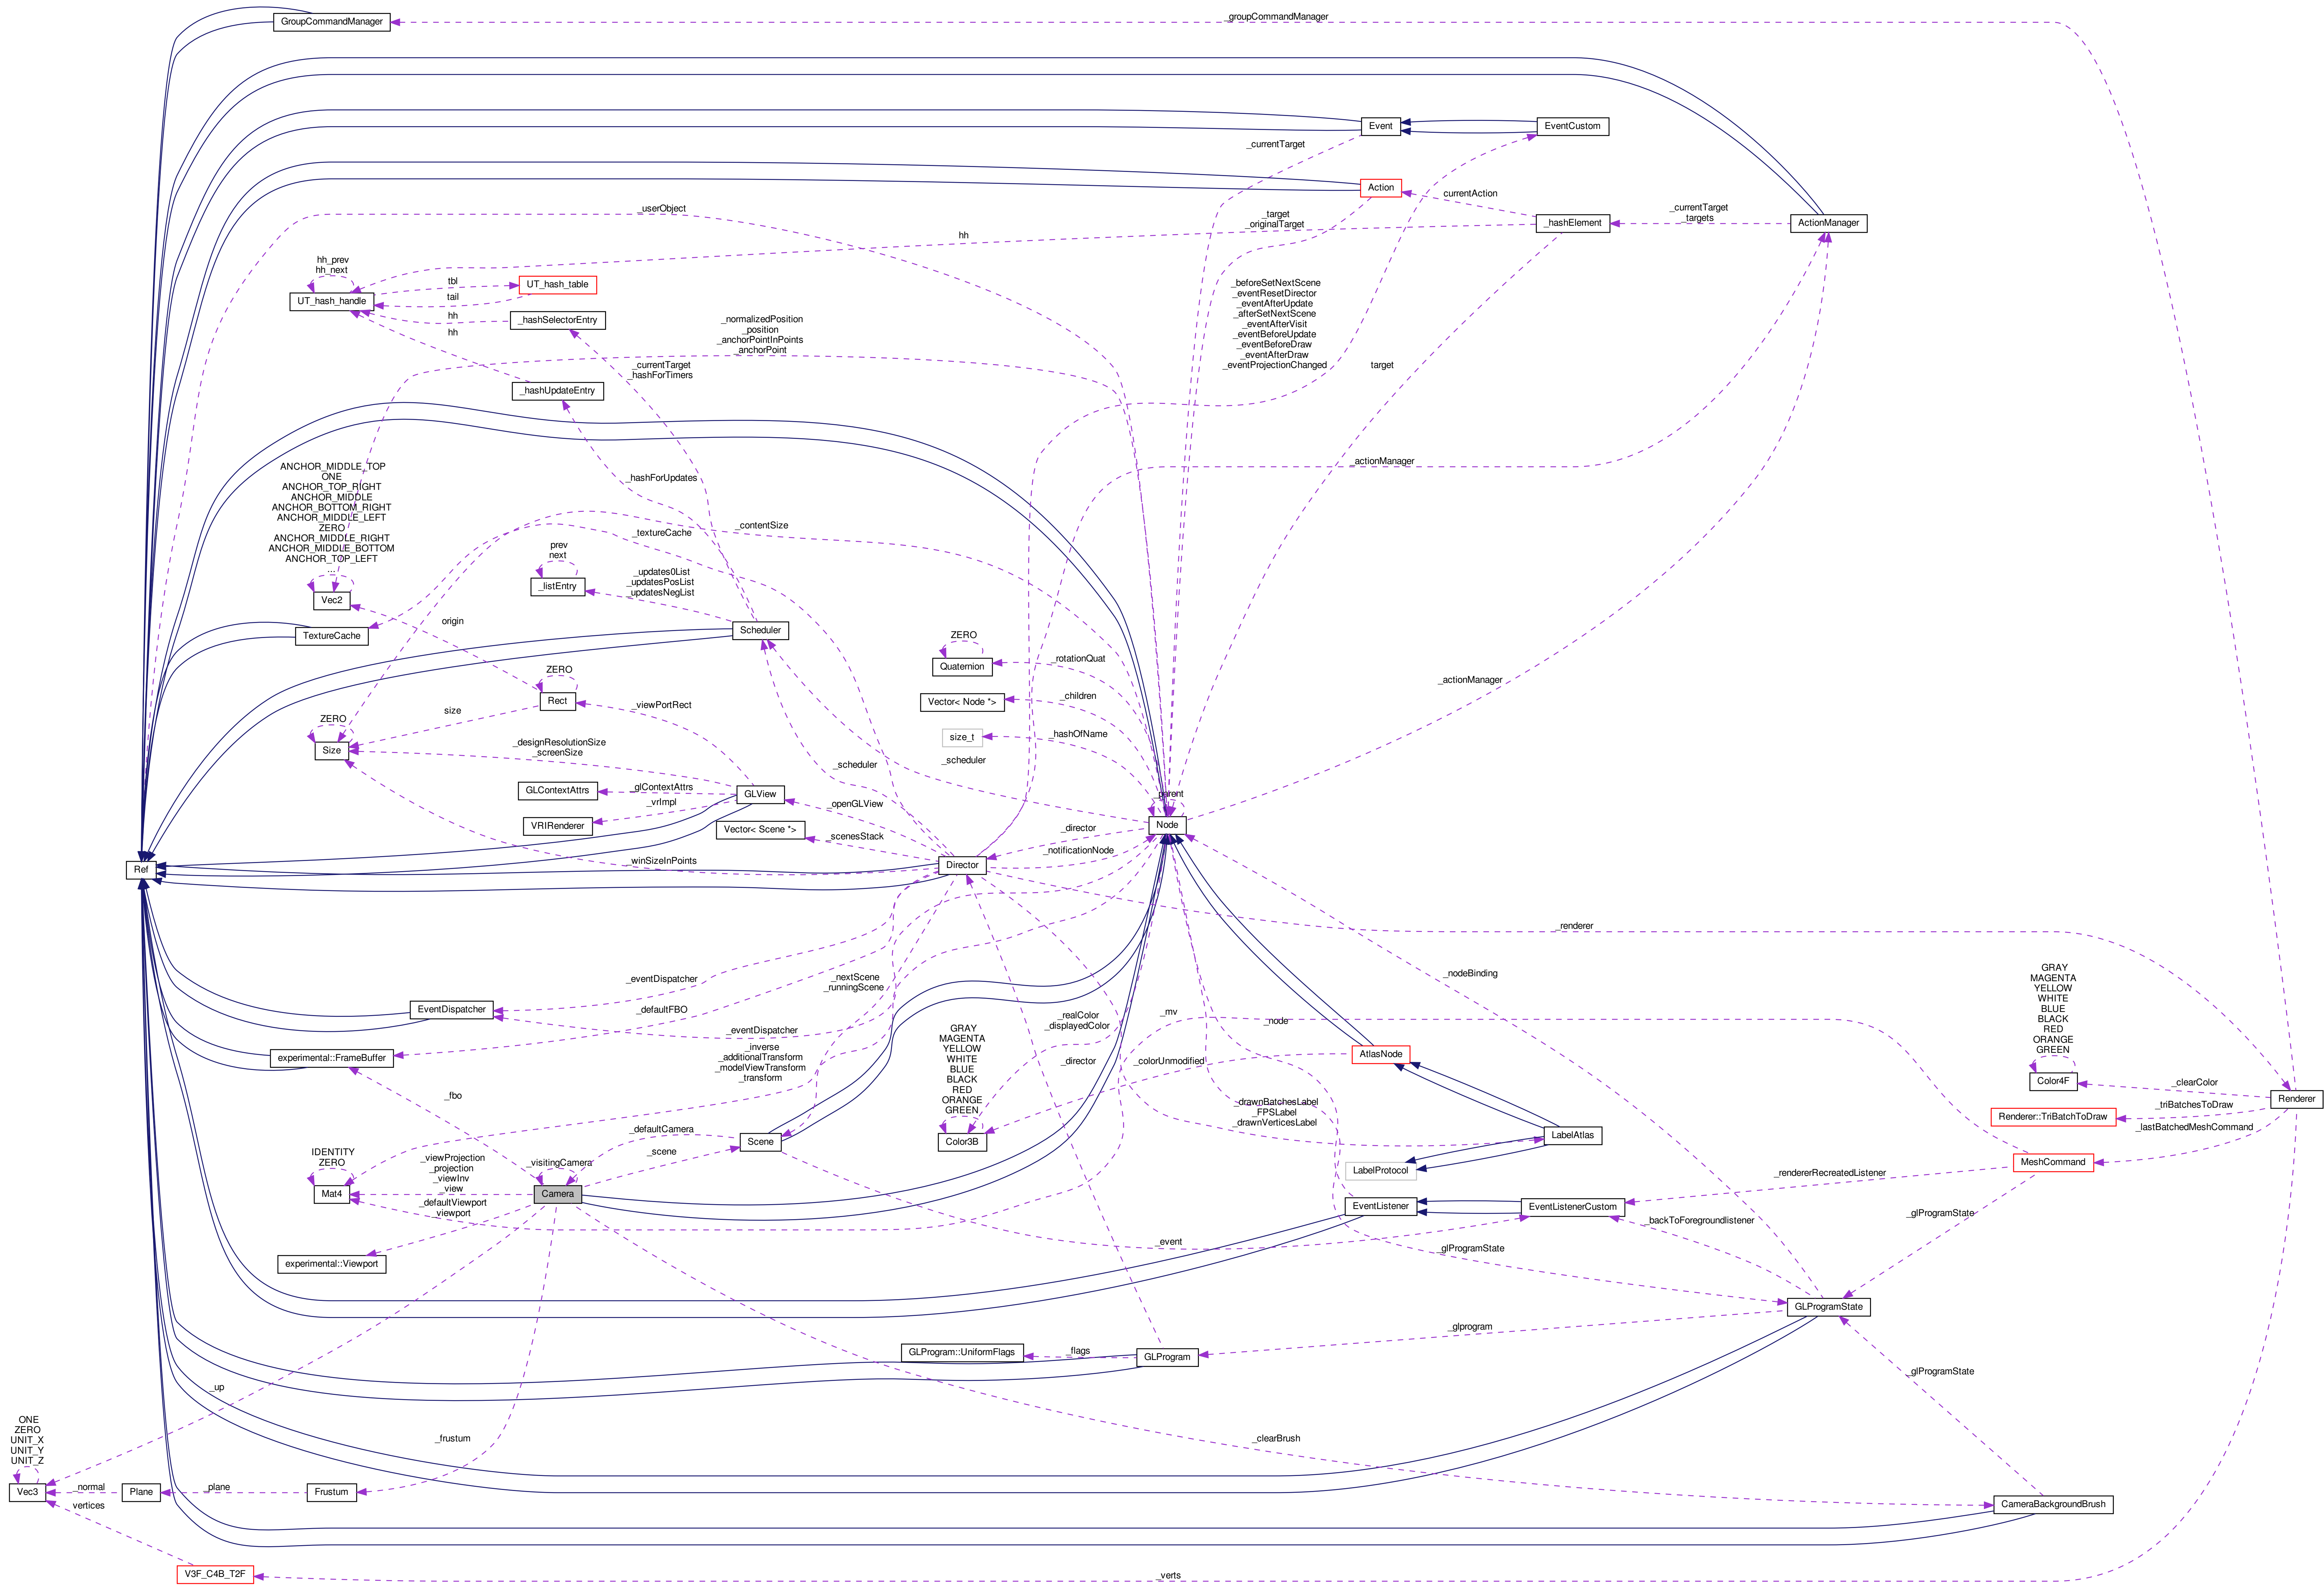 _groupCommandManager
GroupCommandManager
Event
EventCustom
_currentTarget
Action
currentAction
_userObject
_target
_originalTarget
_hashElement
_currentTarget
_targets
ActionManager
hh
hh_prev
hh_next
UT_hash_handle
tbl
UT_hash_table
tail
hh
_hashSelectorEntry
hh
_beforeSetNextScene
_eventResetDirector
_eventAfterUpdate
_afterSetNextScene
_eventAfterVisit
_eventBeforeUpdate
_eventBeforeDraw
_eventAfterDraw
_eventProjectionChanged
_normalizedPosition
_position
_anchorPointInPoints
_anchorPoint
_currentTarget
_hashForTimers
target
_hashUpdateEntry
_actionManager
ANCHOR_MIDDLE_TOP
ONE
ANCHOR_TOP_RIGHT
ANCHOR_MIDDLE
ANCHOR_BOTTOM_RIGHT
ANCHOR_MIDDLE_LEFT
ZERO
ANCHOR_MIDDLE_RIGHT
ANCHOR_MIDDLE_BOTTOM
ANCHOR_TOP_LEFT
...
_hashForUpdates
_contentSize
_textureCache
prev
next
_listEntry
_updates0List
_updatesPosList
_updatesNegList
Vec2
TextureCache
origin
Scheduler
ZERO
Quaternion
_rotationQuat
ZERO
Rect
_children
Vector< Node *>
_actionManager
size
_viewPortRect
ZERO
Size
_designResolutionSize
_screenSize
size_t
_hashOfName
_scheduler
_scheduler
GLContextAttrs
_glContextAttrs
GLView
_vrImpl
VRIRenderer
_openGLView
_parent
Node
Vector< Scene *>
_scenesStack
_director
_notificationNode
Ref
_winSizeInPoints
Director
_renderer
_eventDispatcher
_nextScene
_runningScene
_nodeBinding
EventDispatcher
_defaultFBO
_eventDispatcher
_realColor
_displayedColor
_mv
_node
GRAY
MAGENTA
YELLOW
WHITE
BLUE
BLACK
RED
ORANGE
GREEN
Color4F
_clearColor
Renderer
GRAY
MAGENTA
YELLOW
WHITE
BLUE
BLACK
RED
ORANGE
GREEN
Color3B
experimental::FrameBuffer
_inverse
_additionalTransform
_modelViewTransform
_transform
_director
_colorUnmodified
AtlasNode
_fbo
_triBatchesToDraw
Renderer::TriBatchToDraw
_lastBatchedMeshCommand
_drawnBatchesLabel
_FPSLabel
_drawnVerticesLabel
_defaultCamera
Scene
LabelAtlas
_scene
LabelProtocol
MeshCommand
IDENTITY
ZERO
Mat4
_viewProjection
_projection
_viewInv
_view
_visitingCamera
Camera
_rendererRecreatedListener
_defaultViewport
_viewport
EventListener
EventListenerCustom
_glProgramState
_backToForegroundlistener
_event
_glProgramState
experimental::Viewport
GLProgramState
_glprogram
GLProgram::UniformFlags
_flags
GLProgram
_glProgramState
_up
_frustum
_clearBrush
ONE
ZERO
UNIT_X
UNIT_Y
UNIT_Z
Vec3
_normal
Plane
_plane
Frustum
vertices
CameraBackgroundBrush
V3F_C4B_T2F
_verts